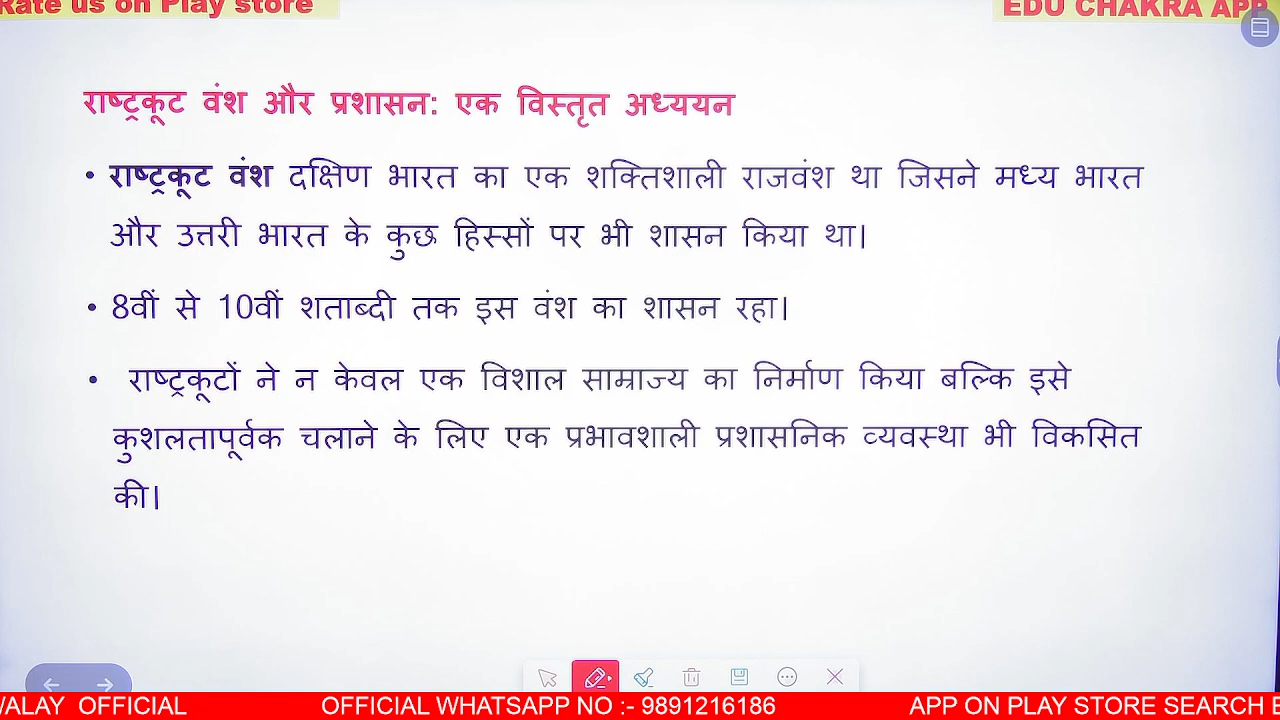 Rate us on Play store
EDU CHAKRA APP
राष्ट्रकूट वंश और प्रशासन: एक विस्तृत अध्ययन
• राष्ट्रकूट वंश दक्षिण भारत का एक शक्तिशाली राजवंश था जिसने मध्य भारत
और उत्तरी भारत के कुछ हिस्सों पर भी शासन किया था।
• 8वीं से 10वीं शताब्दी तक इस वंश का शासन रहा।
• राष्ट्रकूटों ने न केवल एक विशाल साम्राज्य का निर्माण किया बल्कि इसे
कुशलतापूर्वक चलाने के लिए एक प्रभावशाली प्रशासनिक व्यवस्था भी विकसित
की।
WALAY OFFICIAL OFFICIAL WHATSAPP NO :- 9891216186 APP ON PLAY STORE SEARCH E